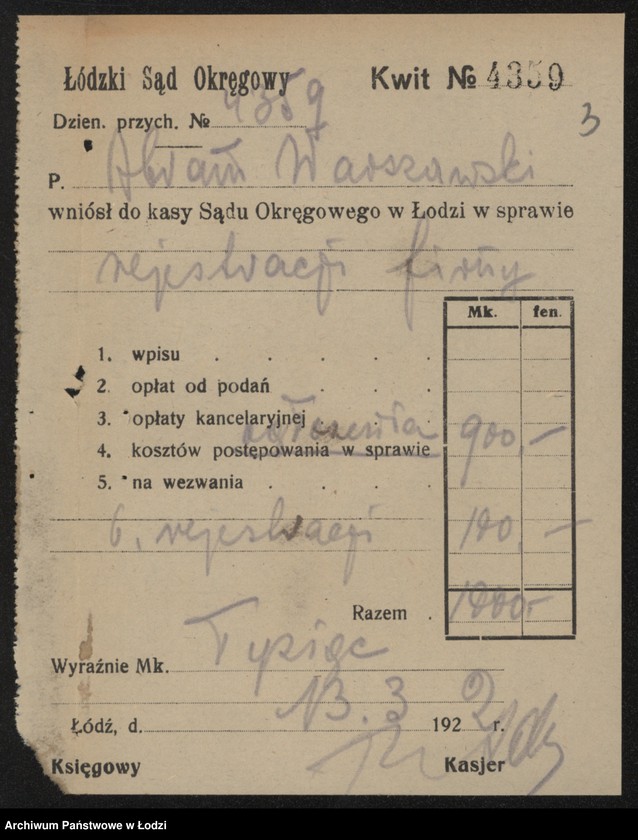 Łódzki Sąd Okręgowy Kwit № 4359
Dzien. przych. № 4359
3
P. Abram Warszawski
wniósł do kasy Sądu Okręgowego w Łodzi w sprawie
rejestracji firmy
Mk. fen.
1. wpisu
2. opłat od podań
3. opłaty kancelaryjnej
ogłoszenia
4. kosztów postępowania w sprawie 900.—
5. na wezwania
6. rejestracji 100.—
Razem 1000.-
Wyraźnie Mk. Tysiąc
Łódź, d. 13. 3 1922 r.
Księgowy Kasjer
Archiwum Państwowe w Łodzi